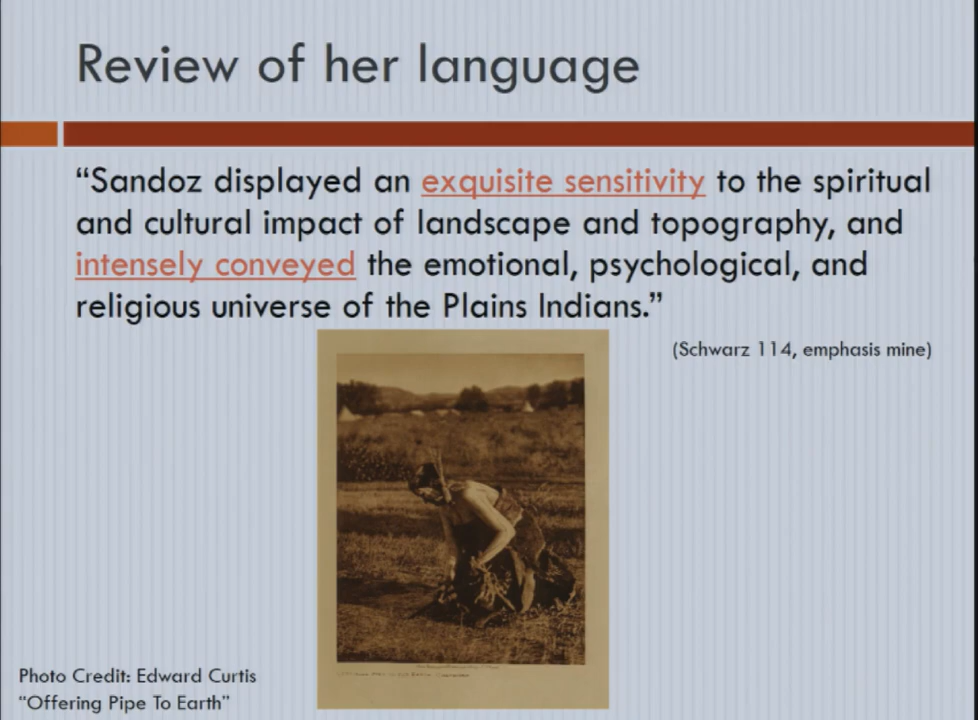 Review of her language
“Sandoz displayed an exquisite sensitivity to the spiritual
and cultural impact of landscape and topography, and
intensely conveyed the emotional, psychological, and
religious universe of the Plains Indians.”
(Schwarz 114, emphasis mine)
Photo Credit: Edward Curtis
“Offering Pipe To Earth”